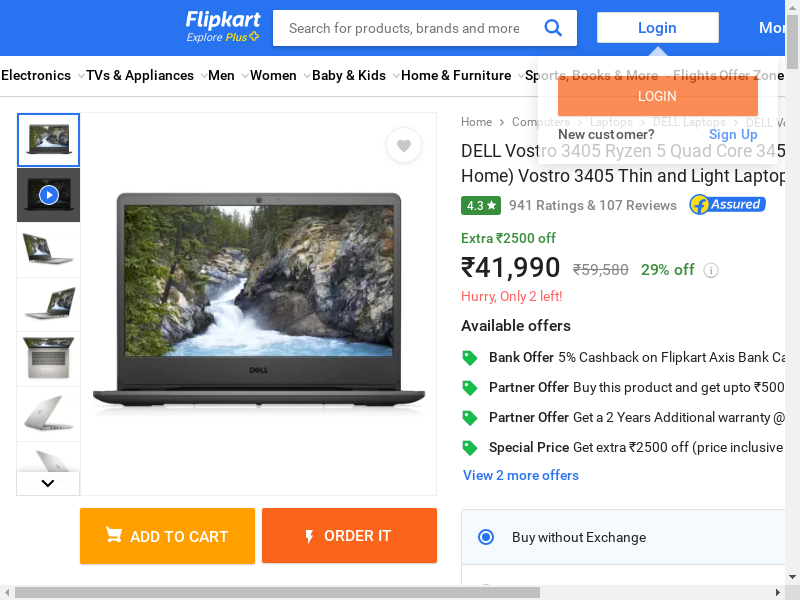 Flipkart
Explore Plus
Search for products, brands and more
Login
Electronics
TVs & Appliances
Men
Women
Baby & Kids
Home & Furniture
Sports, Books & More
Flights
Offer Zone
LOGIN
New customer?
Sign Up
Home > Computers > Laptops > DELL Laptops > DELL
DELL Vostro 3405 Ryzen 5 Quad Core
Home) Vostro 3405 Thin and Light Laptop
4.3
941 Ratings & 107 Reviews
Assured
Extra ₹2500 off
₹41,990 ₹59,580 29% off
Hurry, Only 2 left!
Available offers
Bank Offer 5% Cashback on Flipkart Axis Bank
Partner Offer Buy this product and get upto ₹500
Partner Offer Get a 2 Years Additional warranty @
Special Price Get extra ₹2500 off (price inclusive
View 2 more offers
DELL
ADD TO CART
ORDER IT
Buy without Exchange